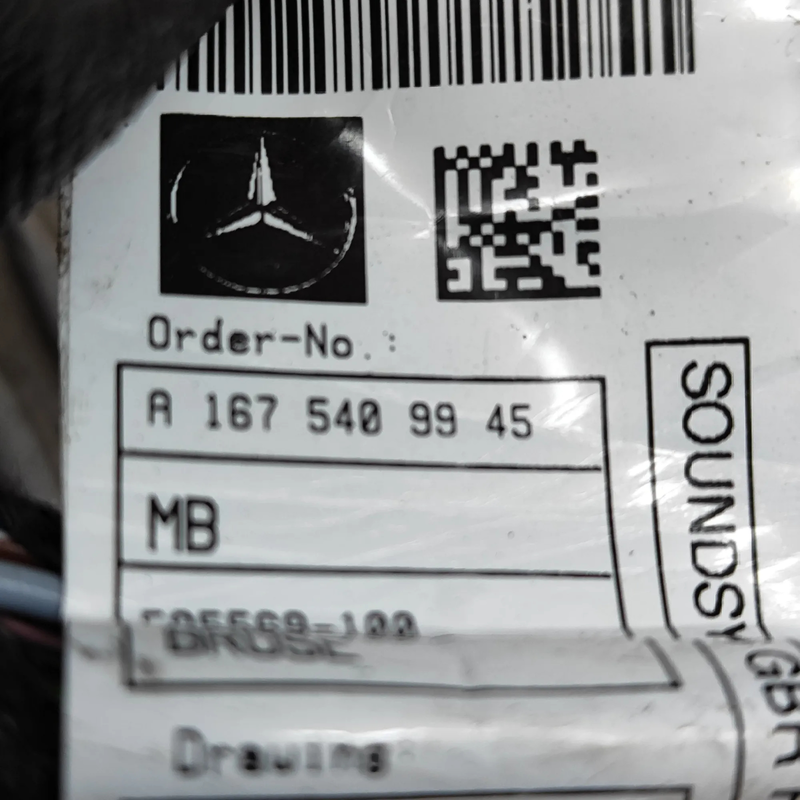 Order-No.:
A 167 540 99 45
MB
BROSE
Drawing
SOUNDSY